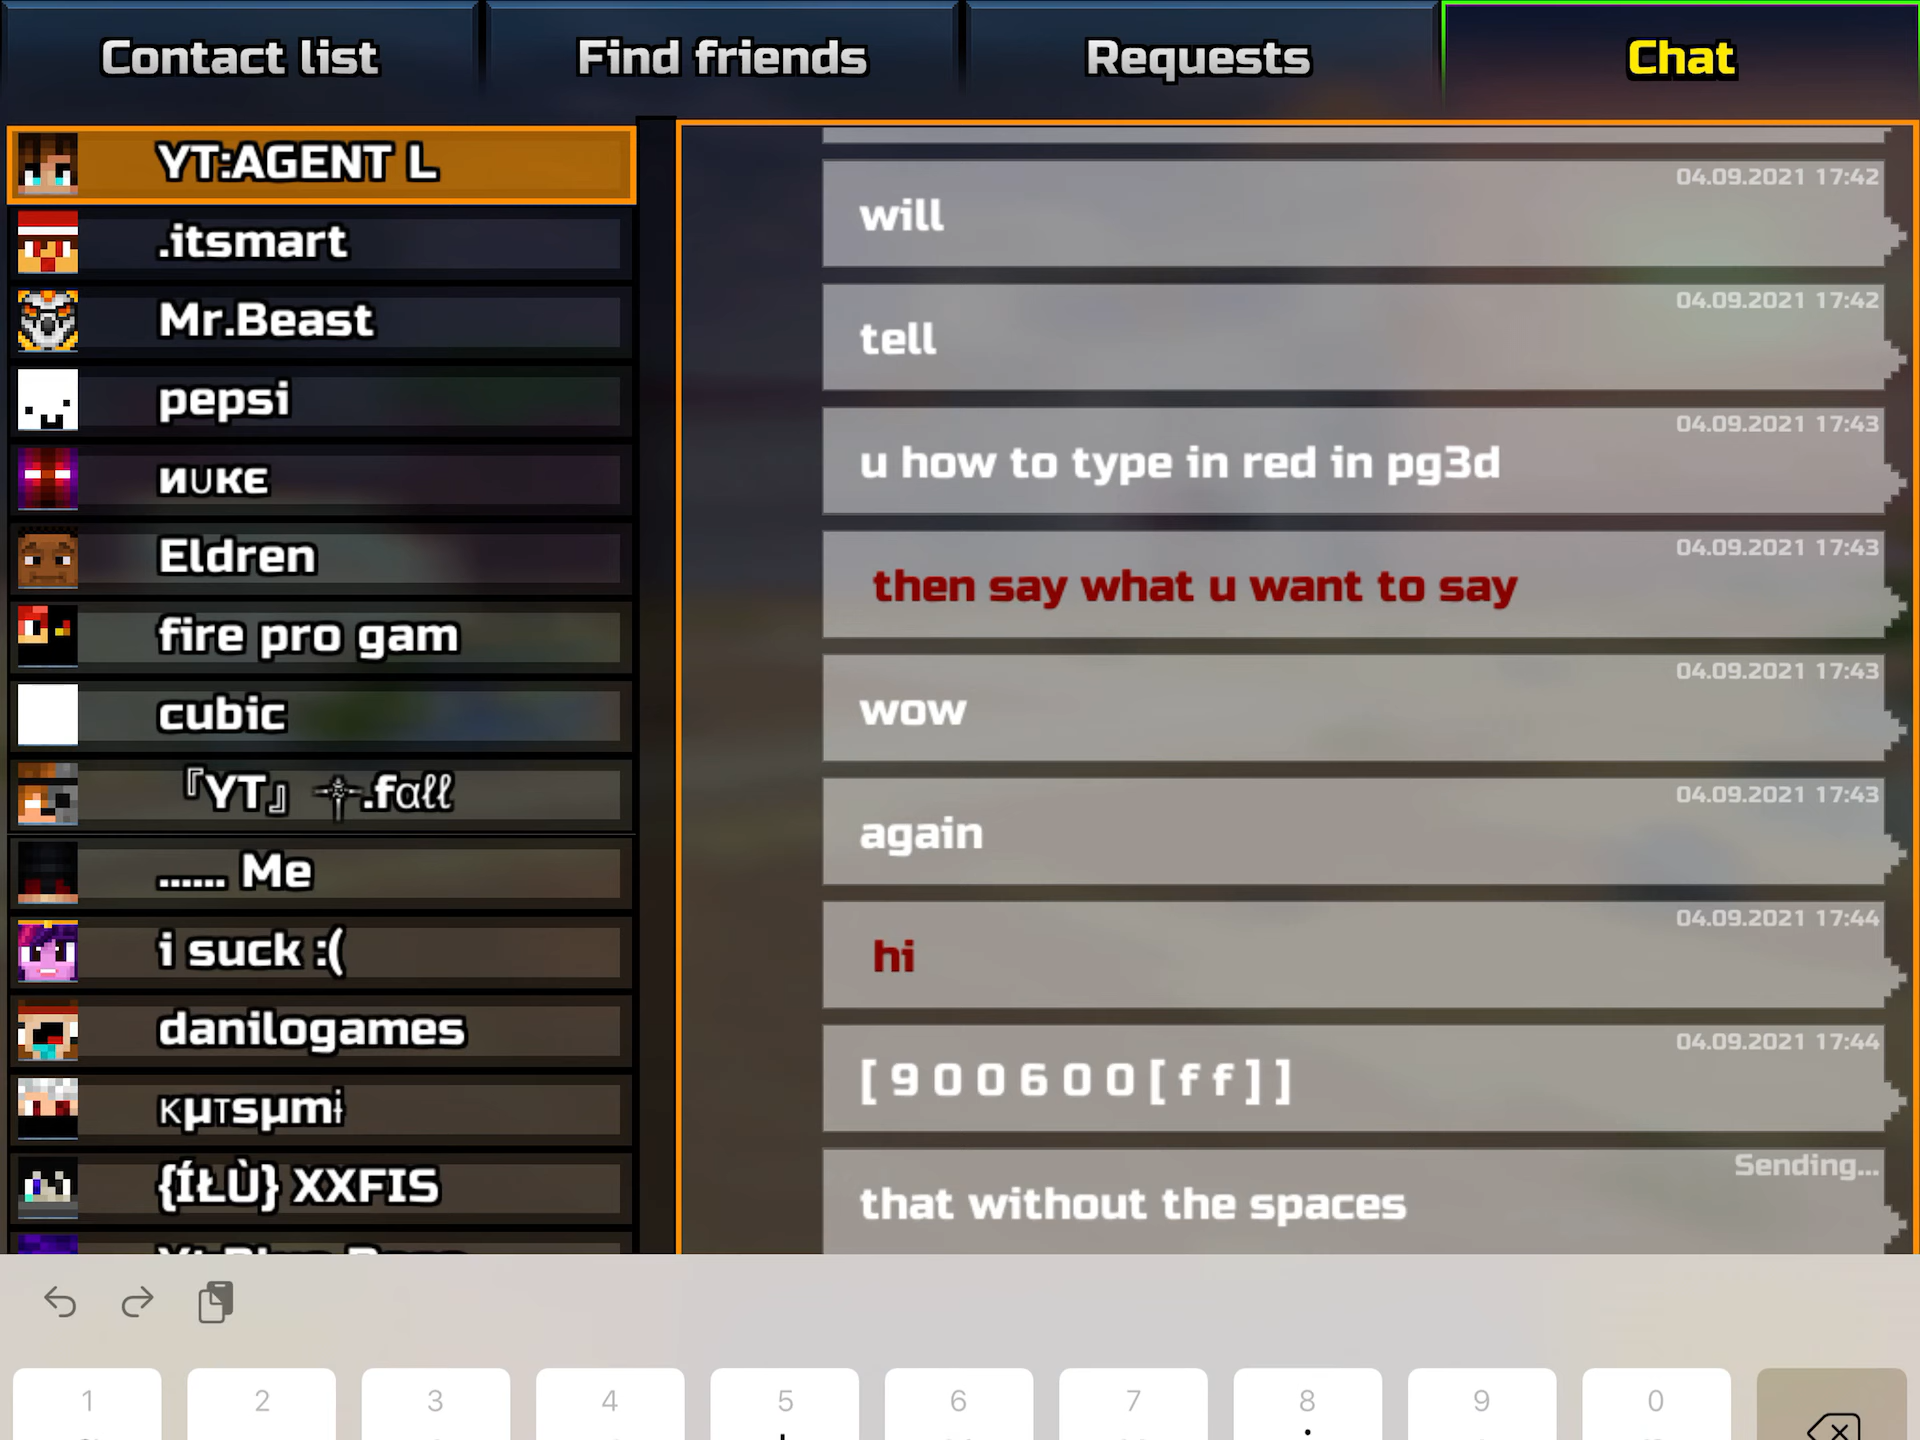 Contact list
Find friends
Requests
Chat
YT:AGENT L
.itsmart
Mr.Beast
pepsi
иυкє
Eldren
fire pro gam
cubic
『YT』 ༒.fαℓℓ
...... Me
i suck :(
danilogames
κμτsμmɨ
{ÍŁÙ} XXFIS
04.09.2021 17:42
will
04.09.2021 17:42
tell
04.09.2021 17:43
u how to type in red in pg3d
04.09.2021 17:43
then say what u want to say
04.09.2021 17:43
wow
04.09.2021 17:43
again
04.09.2021 17:44
hi
04.09.2021 17:44
[ 9 0 0 6 0 0 [ f f ] ]
Sending...
that without the spaces
1 2 3 4 5 6 7 8 9 0